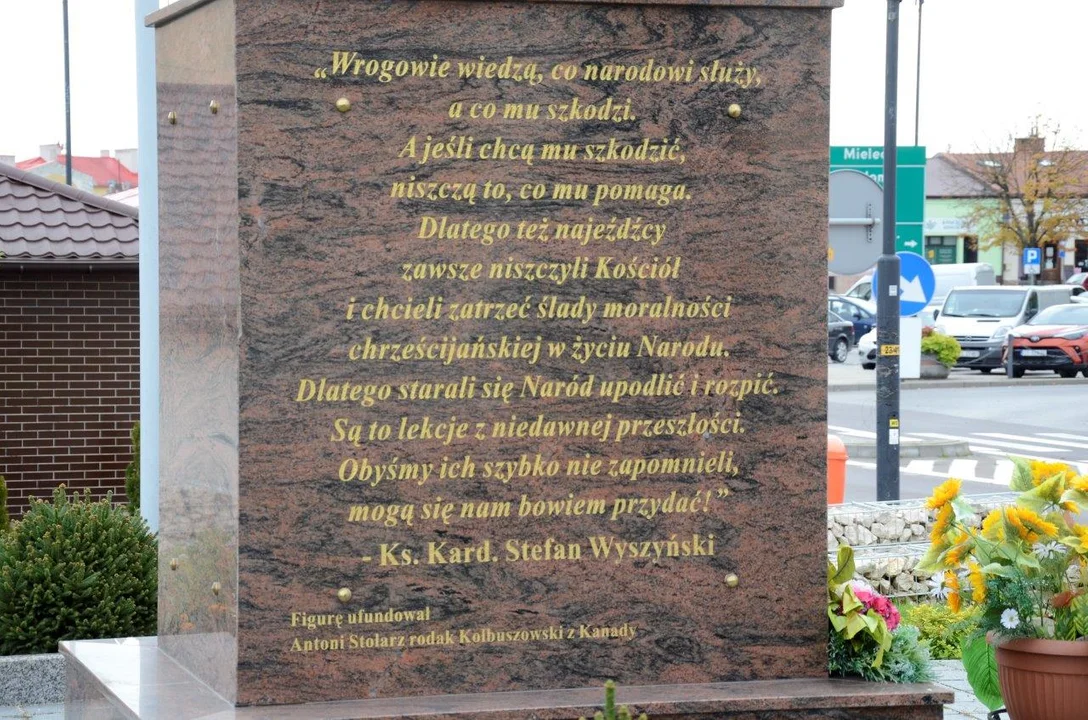 „Wrogowie wiedzą, co narodowi służy,
a co mu szkodzi.
A jeśli chcą mu szkodzić,
niszczą to, co mu pomaga.
Dlatego też najeźdźcy
zawsze niszczyli Kościół
i chcieli zatrzeć ślady moralności
chrześcijańskiej w życiu Narodu.
Dlatego starali się Naród upodlić i rozpić.
Są to lekcje z niedawnej przeszłości.
Obyśmy ich szybko nie zapomnieli,
mogą się nam bowiem przydać!”
- Ks. Kard. Stefan Wyszyński
Figurę ufundował
Antoni Stolarz rodak Kolbuszowski z Kanady
Mielec
P